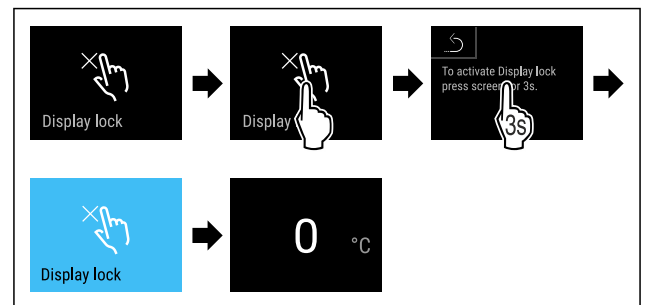 Display lock
Display
To activate Display lock
press screen for 3s.
3s
Display lock
0 °C